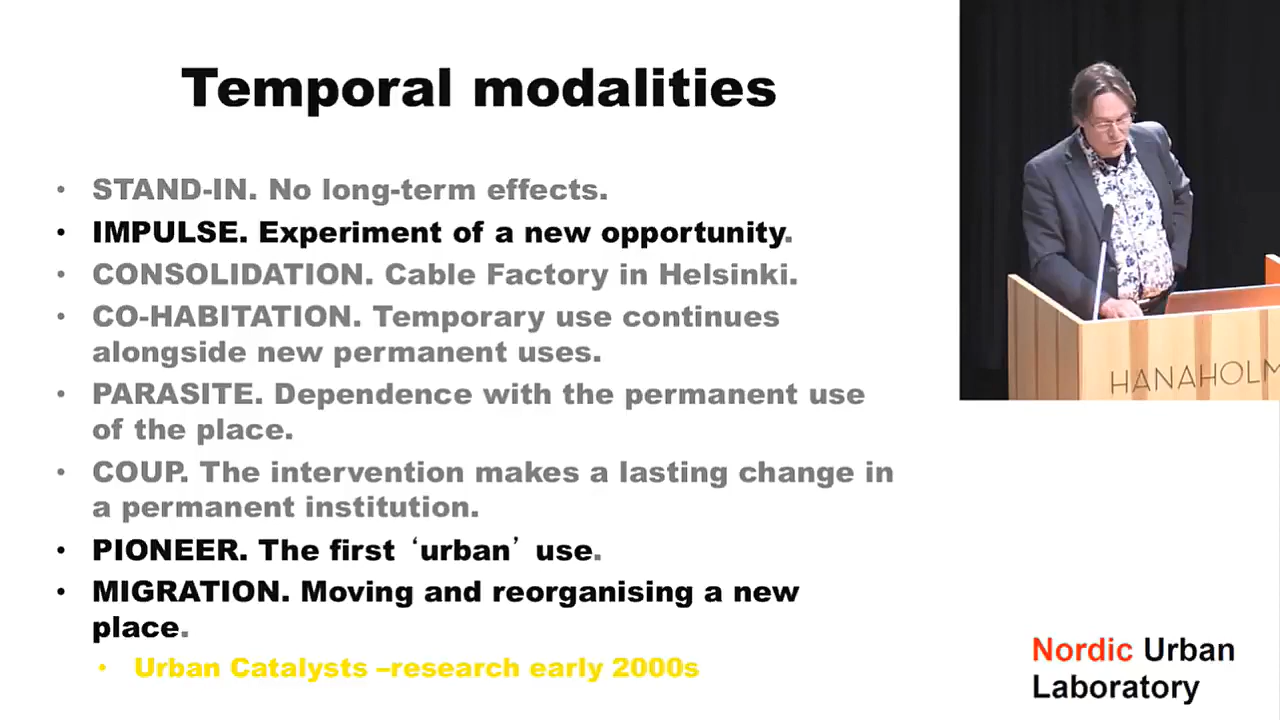 Temporal modalities
• STAND-IN. No long-term effects.
• IMPULSE. Experiment of a new opportunity.
• CONSOLIDATION. Cable Factory in Helsinki.
• CO-HABITATION. Temporary use continues
alongside new permanent uses.
• PARASITE. Dependence with the permanent use
of the place.
• COUP. The intervention makes a lasting change in
a permanent institution.
• PIONEER. The first ‘urban’ use.
• MIGRATION. Moving and reorganising a new
place.
• Urban Catalysts –research early 2000s
HANAHOLM
Nordic Urban
Laboratory